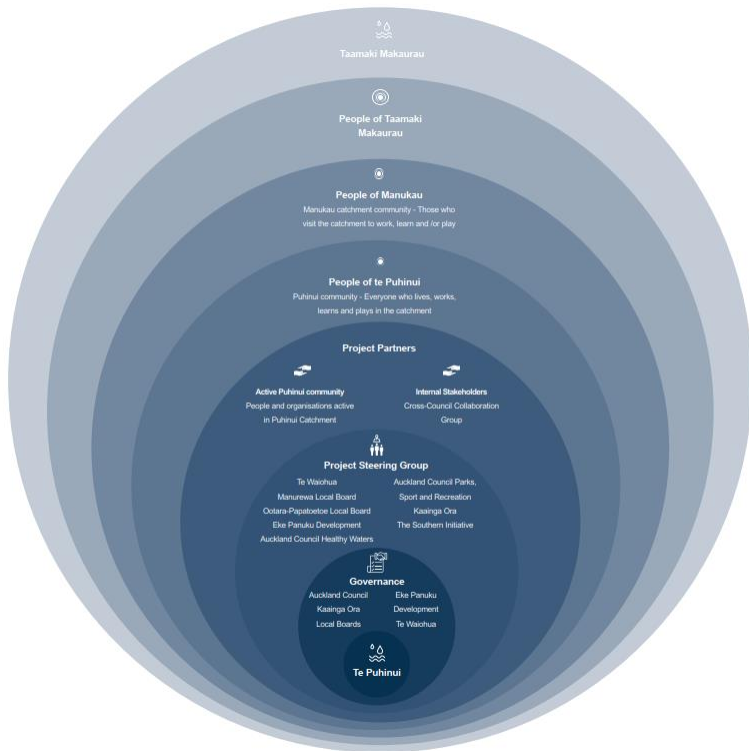 Taamaki Makaurau
People of Taamaki
Makaurau
People of Manukau
Manukau catchment community - Those who
visit the catchment to work, learn and /or play
People of te Puhinui
Puhinui community - Everyone who lives, works,
learns and plays in the catchment
Project Partners
Active Puhinui community
People and organisations active
in Puhinui Catchment
Internal Stakeholders
Cross-Council Collaboration
Group
Project Steering Group
Te Waiohua
Manurewa Local Board
Ootara-Papatoetoe Local Board
Eke Panuku Development
Auckland Council Healthy Waters
Auckland Council Parks,
Sport and Recreation
Kaainga Ora
The Southern Initiative
Governance
Auckland Council
Kaainga Ora
Local Boards
Eke Panuku
Development
Te Waiohua
Te Puhinui